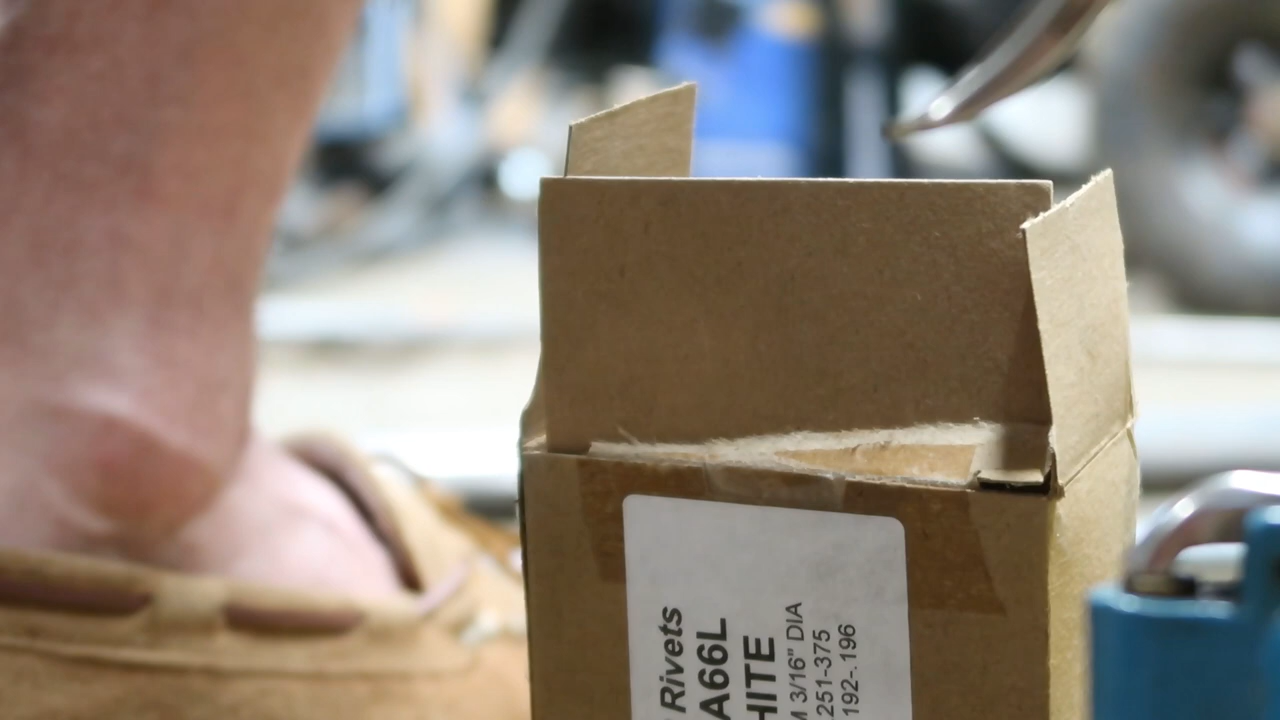 Rivets
A66L
HITE
M 3/16" DIA
.251-375
192-.196